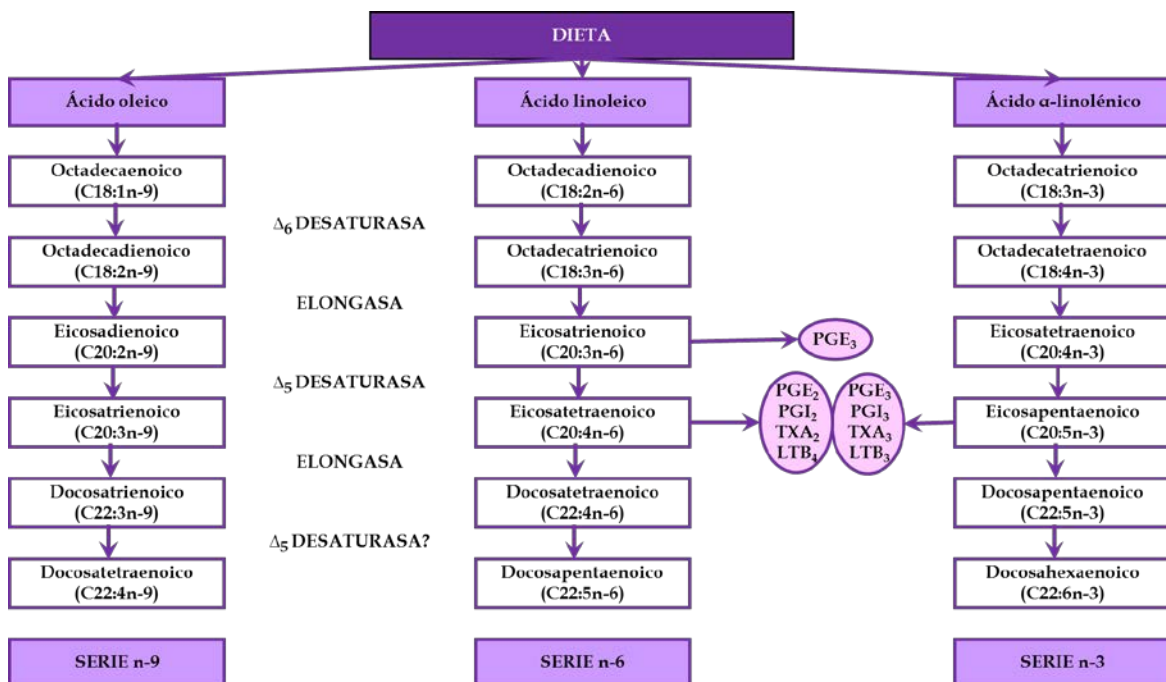 DIETA
Ácido oleico
Ácido linoleico
Ácido α-linolénico
Octadecaenoico
(C18:1n-9)
Octadecadienoico
(C18:2n-6)
Octadecatrienoico
(C18:3n-3)
Δ6 DESATURASA
Octadecadienoico
(C18:2n-9)
Octadecatrienoico
(C18:3n-6)
Octadecatetraenoico
(C18:4n-3)
ELONGASA
Eicosadienoico
(C20:2n-9)
Eicosatrienoico
(C20:3n-6)
PGE3
Eicosatetraenoico
(C20:4n-3)
Δ5 DESATURASA
Eicosatrienoico
(C20:3n-9)
Eicosatetraenoico
(C20:4n-6)
PGE2
PGI2
TXA2
LTB4
PGE3
PGI3
TXA3
LTB3
Eicosapentaenoico
(C20:5n-3)
ELONGASA
Docosatrienoico
(C22:3n-9)
Docosatetraenoico
(C22:4n-6)
Docosapentaenoico
(C22:5n-3)
Δ5 DESATURASA?
Docosatetraenoico
(C22:4n-9)
Docosapentaenoico
(C22:5n-6)
Docosahexaenoico
(C22:6n-3)
SERIE n-9
SERIE n-6
SERIE n-3